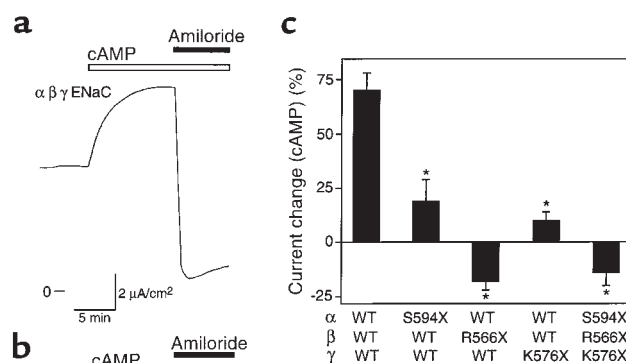 a
Amiloride
cAMP
α β γ ENaC
0
2 μA/cm²
5 min
b
Amiloride
cAMP
c
Current change (cAMP) (%)
75
50
25
0
-25
* * * *
α WT S594X WT WT S594X
β WT WT R566X WT R566X
γ WT WT WT K576X K576X